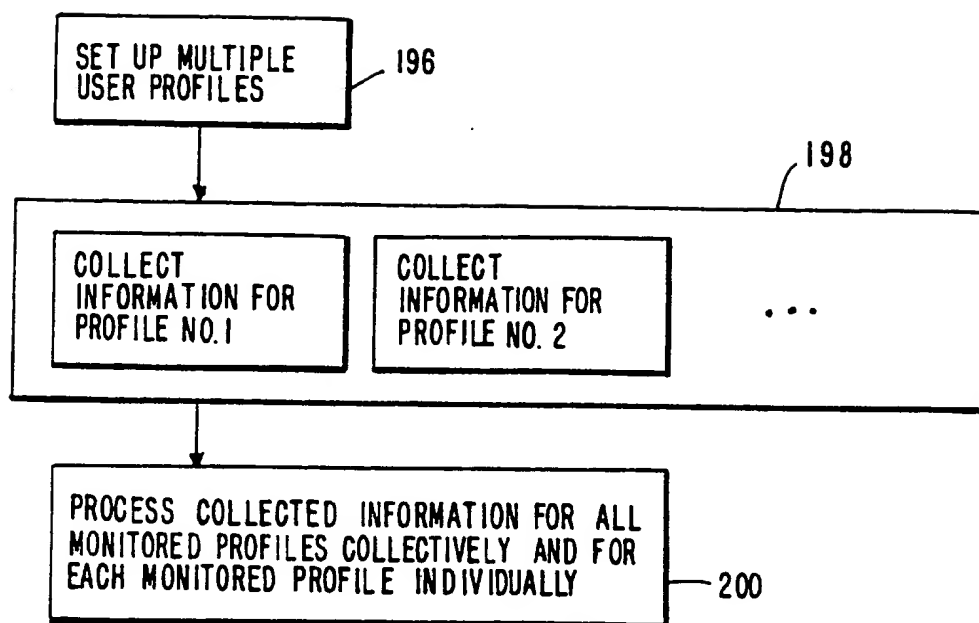 SET UP MULTIPLE
USER PROFILES
196
198
COLLECT
INFORMATION FOR
PROFILE NO. 1
COLLECT
INFORMATION FOR
PROFILE NO. 2
...
PROCESS COLLECTED INFORMATION FOR ALL
MONITORED PROFILES COLLECTIVELY AND FOR
EACH MONITORED PROFILE INDIVIDUALLY
200